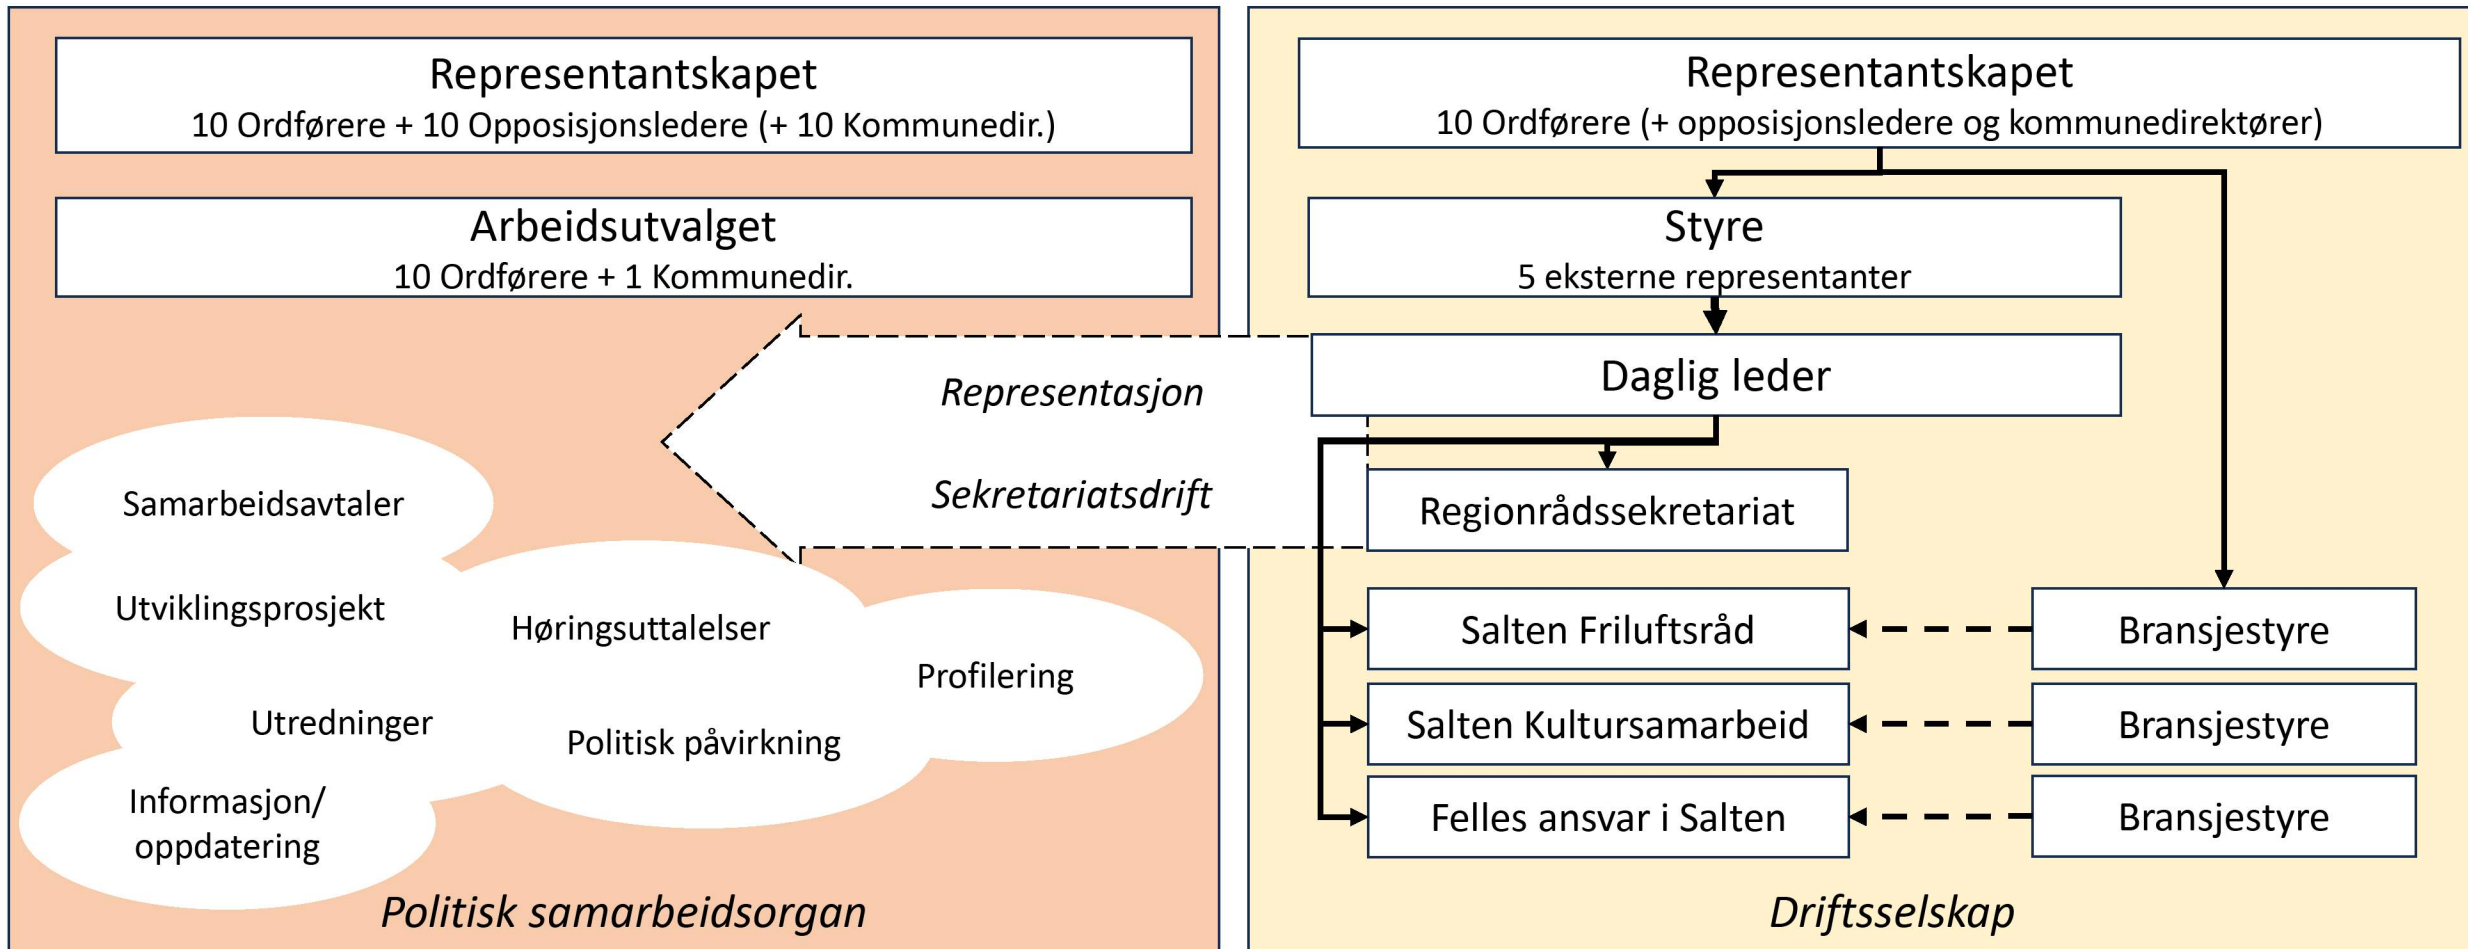 Representantskapet
10 Ordførere + 10 Opposisjonsledere (+ 10 Kommunedir.)
Arbeidsutvalget
10 Ordførere + 1 Kommunedir.
Samarbeidsavtaler
Utviklingsprosjekt
Høringsuttalelser
Profilering
Utredninger
Politisk påvirkning
Informasjon/
oppdatering
Politisk samarbeidsorgan
Representasjon
Sekretariatsdrift
Representantskapet
10 Ordførere (+ opposisjonsledere og kommunedirektører)
Styre
5 eksterne representanter
Daglig leder
Regionrådssekretariat
Salten Friluftsråd
Bransjestyre
Salten Kultursamarbeid
Bransjestyre
Felles ansvar i Salten
Bransjestyre
Driftsselskap